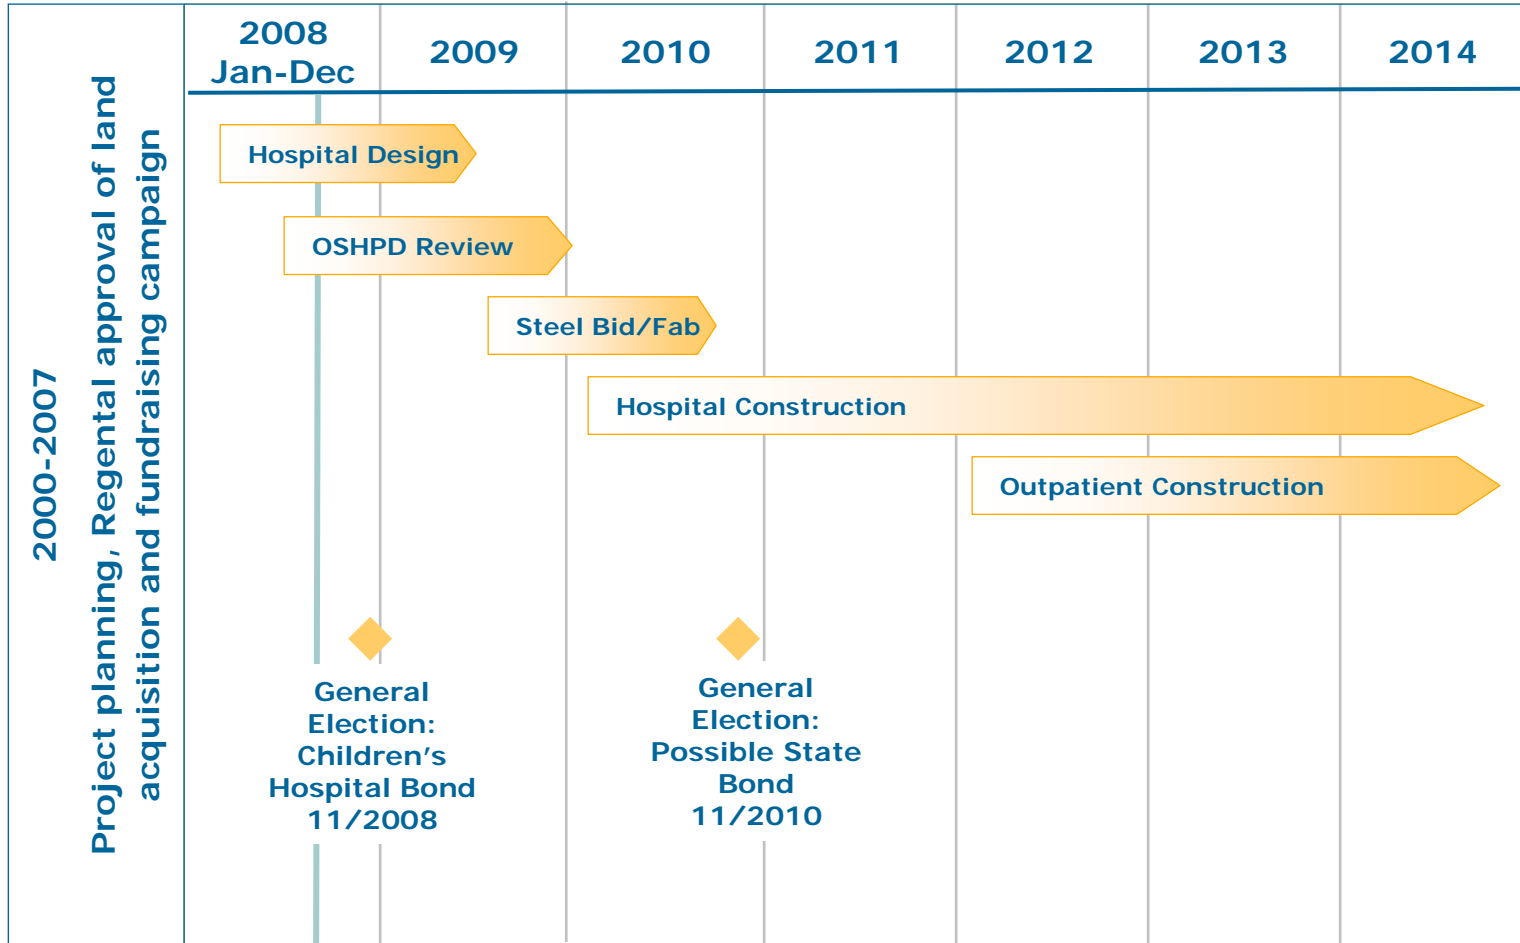 2000-2007
Project planning, Regental approval of land
acquisition and fundraising campaign
2008
Jan-Dec
2009
2010
2011
2012
2013
2014
Hospital Design
OSHPD Review
Steel Bid/Fab
Hospital Construction
Outpatient Construction
General
Election:
Children's
Hospital Bond
11/2008
General
Election:
Possible State
Bond
11/2010